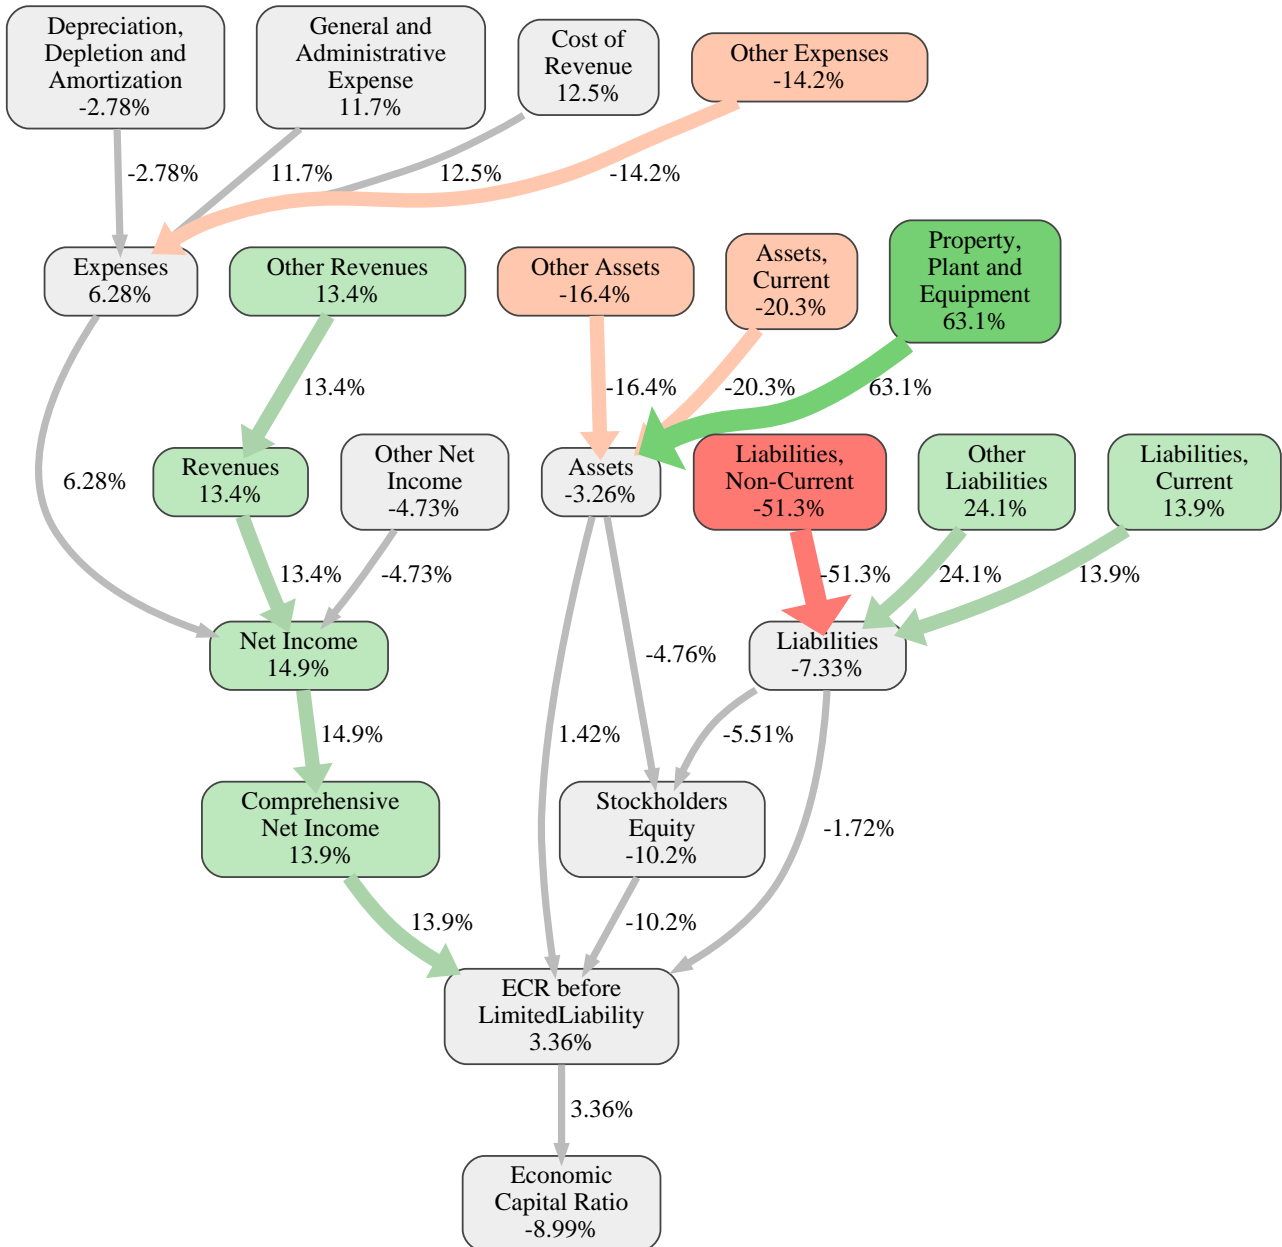 Depreciation,
Depletion and
Amortization
-2.78%
General and
Administrative
Expense
11.7%
Cost of
Revenue
12.5%
Other Expenses
-14.2%
-2.78%
11.7%
12.5%
-14.2%
Expenses
6.28%
Other Revenues
13.4%
Other Assets
-16.4%
Assets,
Current
-20.3%
Property,
Plant and
Equipment
63.1%
13.4%
-16.4%
-20.3%
63.1%
6.28%
Revenues
13.4%
Other Net
Income
-4.73%
Assets
-3.26%
Liabilities,
Non-Current
-51.3%
Other
Liabilities
24.1%
Liabilities,
Current
13.9%
13.4%
-4.73%
-51.3%
24.1%
13.9%
Net Income
14.9%
-4.76%
Liabilities
-7.33%
14.9%
1.42%
-5.51%
Comprehensive
Net Income
13.9%
Stockholders
Equity
-10.2%
-1.72%
13.9%
-10.2%
ECR before
LimitedLiability
3.36%
3.36%
Economic
Capital Ratio
-8.99%